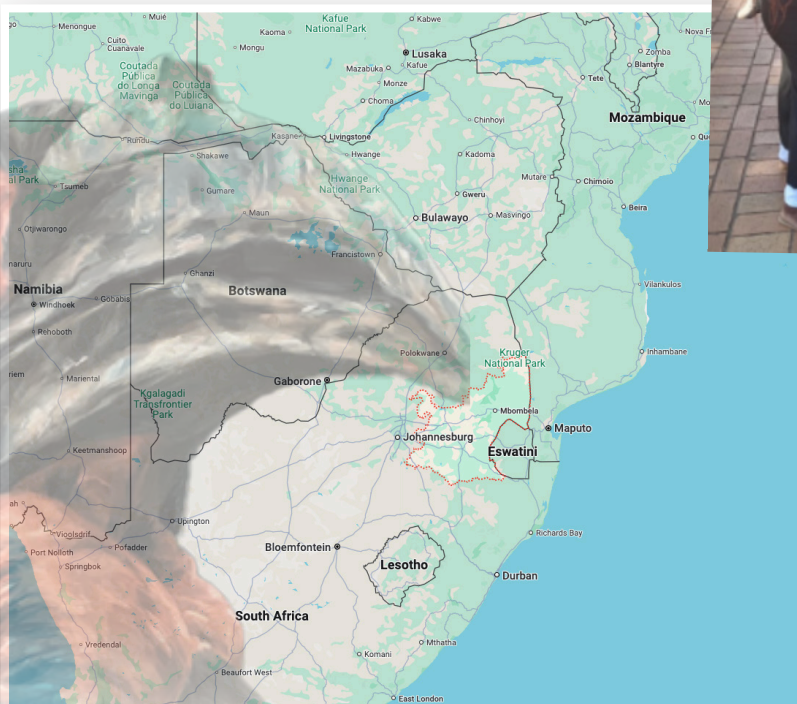 Menongue
Muié
Kafue
National Park
Kabwe
Kaoma
Cuito
Cuanavale
Mongu
Lusaka
Kafue
Mazabuka
Monze
Zomba
Blantyre
Coutada
Pública
do Longa
Mavinga
Coutada
Pública
do Luiana
Tete
Choma
Mozambique
Chinhoyi
Rundu
Kasane
Livingstone
Shakawe
Hwange
Kadoma
Tsumeb
Gumare
Hwange
National Park
Mutare
Chimoio
Gweru
Maun
Bulawayo
Masvingo
Beira
Otjiwarongo
Francistown
Ghanzi
Vilankulos
Namibia
Botswana
Windhoek
Gobabis
Rehoboth
Polokwane
Kruger
National Park
Inhambane
Mariental
Gaborone
Kgalagadi
Transfrontier
Park
Mbombela
Maputo
Johannesburg
Keetmanshoop
Eswatini
Upington
Vioolsdrif
Richards Bay
Port Nolloth
Pofadder
Bloemfontein
Springbok
Lesotho
Durban
South Africa
Vredendal
Mthatha
Komani
Beaufort West
East London